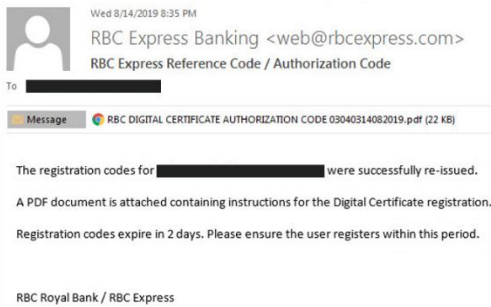 Wed 8/14/2019 8:35 PM
RBC Express Banking <web@rbcexpress.com>
RBC Express Reference Code / Authorization Code
To
Message RBC DIGITAL CERTIFICATE AUTHORIZATION CODE 03040314082019.pdf (22 KB)
The registration codes for were successfully re-issued.
A PDF document is attached containing instructions for the Digital Certificate registration.
Registration codes expire in 2 days. Please ensure the user registers within this period.
RBC Royal Bank / RBC Express